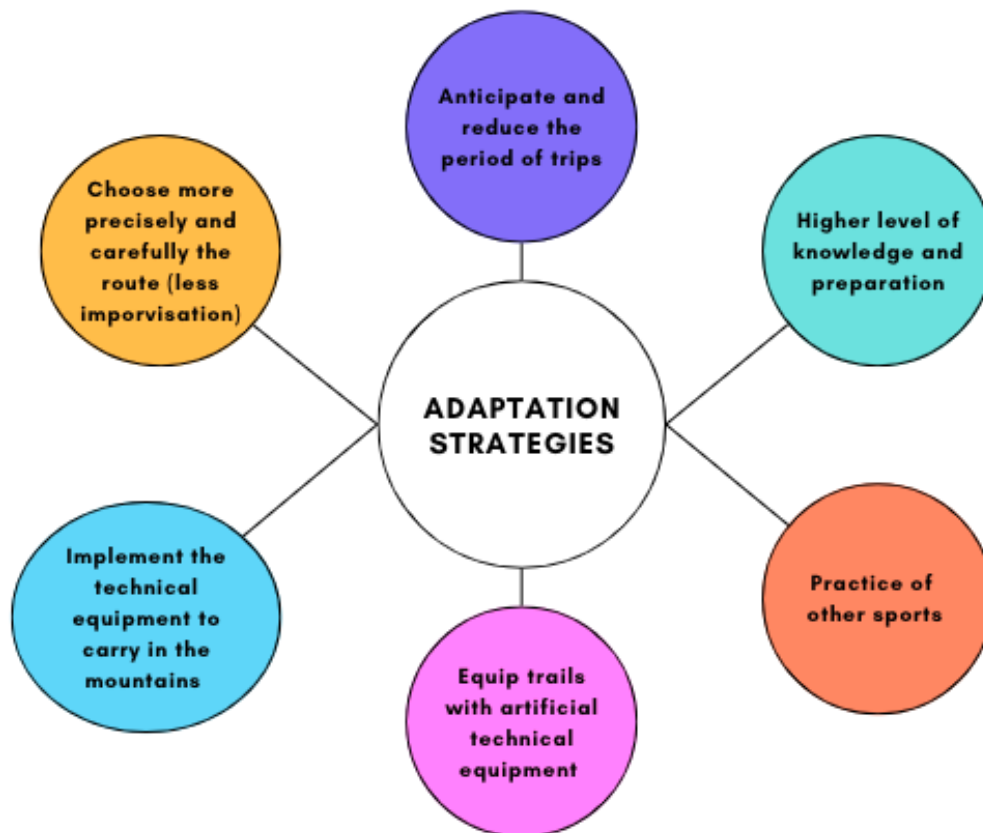 Anticipate and
reduce the
period of trips
Choose more
precisely and
carefully the
route (less
imporvisation)
Higher level of
knowledge and
preparation
ADAPTATION
STRATEGIES
Implement the
technical
equipment to
carry in the
mountains
Practice of
other sports
Equip trails
with artificial
technical
equipment